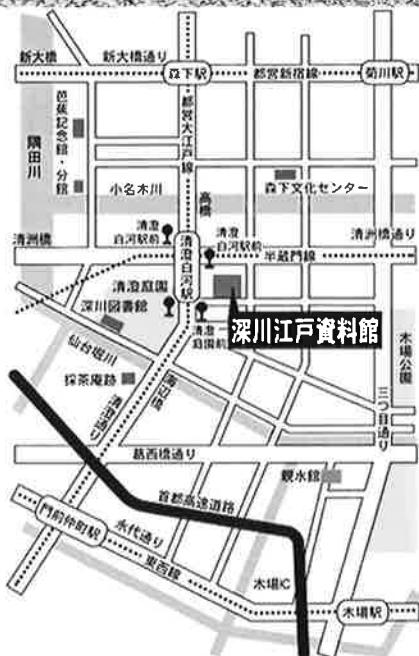 新大橋
新大橋通り
森下駅
都営新宿線
菊川駅
芭蕉記念館・分館
都営大江戸線
隅田川
小名木川
高橋
森下文化センター
清洲橋
清澄白河駅前
清澄白河駅
清澄白河駅前
半蔵門線
清洲橋通り
清澄庭園
深川図書館
清澄庭園前
深川江戸資料館
木場公園
仙台堀川
採茶庵跡
海辺橋
清澄通り
三つ目通り
葛西橋通り
親水館
首都高速道路
門前仲町駅
永代通り
東西線
木場IC
木場駅